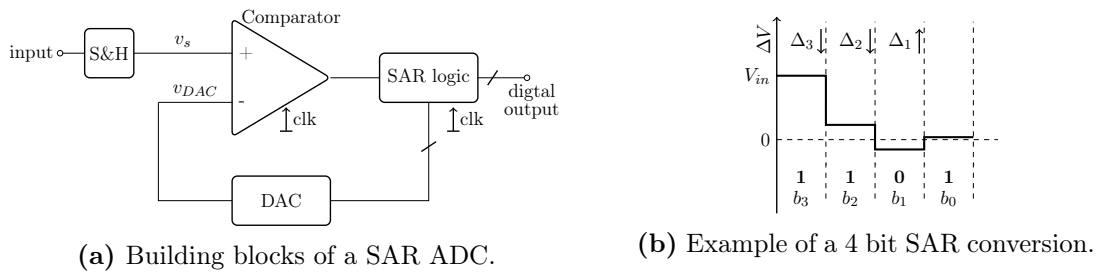 Comparator
input
S&H
v_s
+
SAR logic
v_DAC
-
clk
clk
digtal
output
DAC
(a) Building blocks of a SAR ADC.
ΔV
Δ₃↓ Δ₂↓ Δ₁↑
V_in
0
1 1 0 1
b₃ b₂ b₁ b₀
(b) Example of a 4 bit SAR conversion.